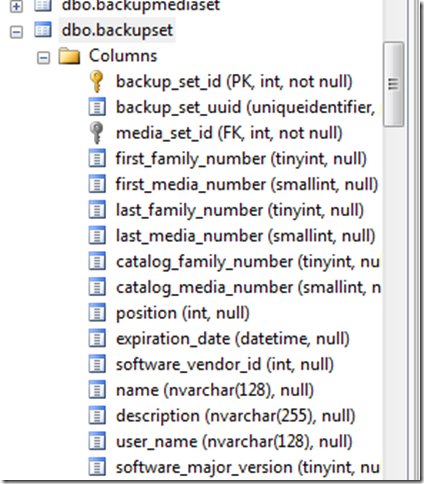 dbo.backupmediaset
dbo.backupset
Columns
backup_set_id (PK, int, not null)
backup_set_uuid (uniqueidentifier,
media_set_id (FK, int, not null)
first_family_number (tinyint, null)
first_media_number (smallint, null)
last_family_number (tinyint, null)
last_media_number (smallint, null)
catalog_family_number (tinyint, nu
catalog_media_number (smallint, n
position (int, null)
expiration_date (datetime, null)
software_vendor_id (int, null)
name (nvarchar(128), null)
description (nvarchar(255), null)
user_name (nvarchar(128), null)
software_major_version (tinyint, nu